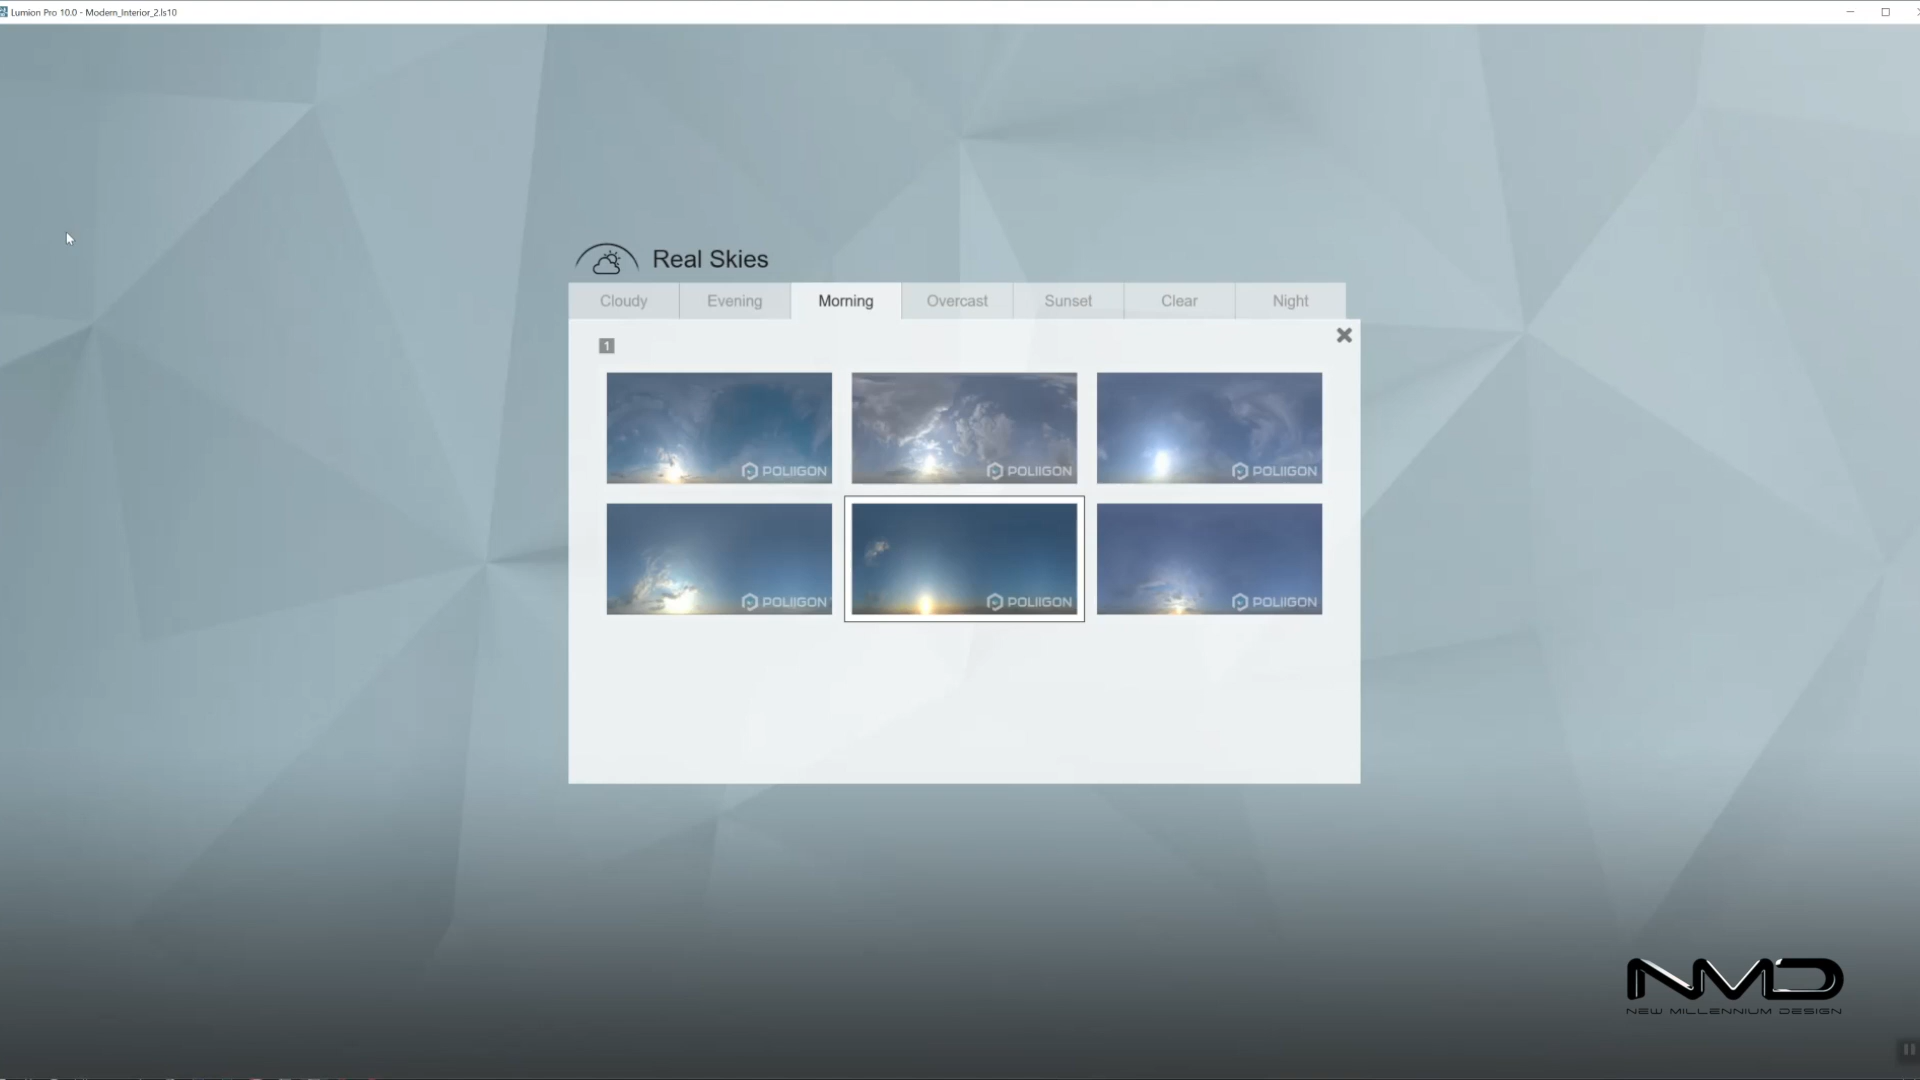 Lumion Pro 10.0 - Modern_Interior_2.ls10
Real Skies
Cloudy Evening Morning Overcast Sunset Clear Night
1
POLIIGON POLIIGON POLIIGON
POLIIGON POLIIGON POLIIGON
NMD
NEW MILLENNIUM DESIGN